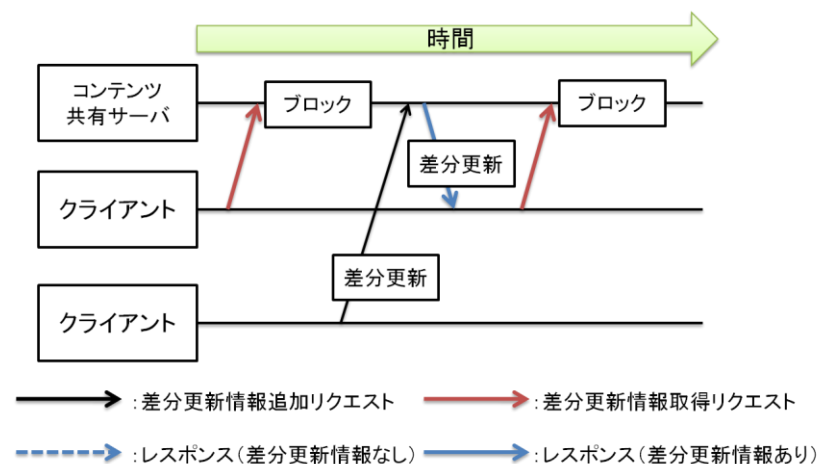 時間
コンテンツ
共有サーバ
ブロック
ブロック
差分更新
クライアント
差分更新
クライアント
:差分更新情報追加リクエスト
:差分更新情報取得リクエスト
:レスポンス(差分更新情報なし)
:レスポンス(差分更新情報あり)